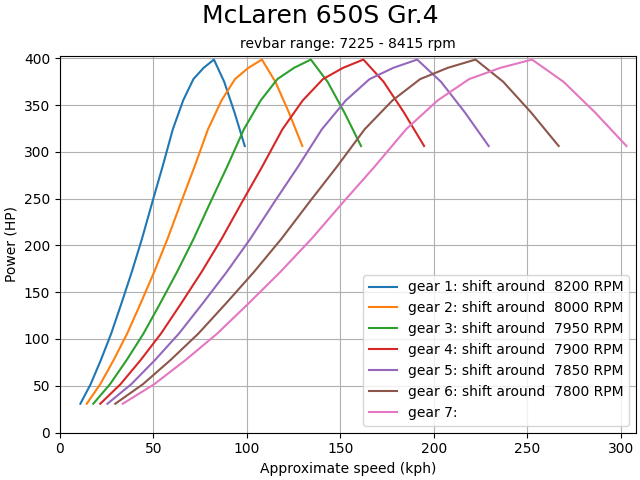 McLaren 650S Gr.4
revbar range: 7225 - 8415 rpm
400
350
300
250
200
150
100
50
0
Power (HP)
gear 1: shift around 8200 RPM
gear 2: shift around 8000 RPM
gear 3: shift around 7950 RPM
gear 4: shift around 7900 RPM
gear 5: shift around 7850 RPM
gear 6: shift around 7800 RPM
gear 7:
0 50 100 150 200 250 300
Approximate speed (kph)